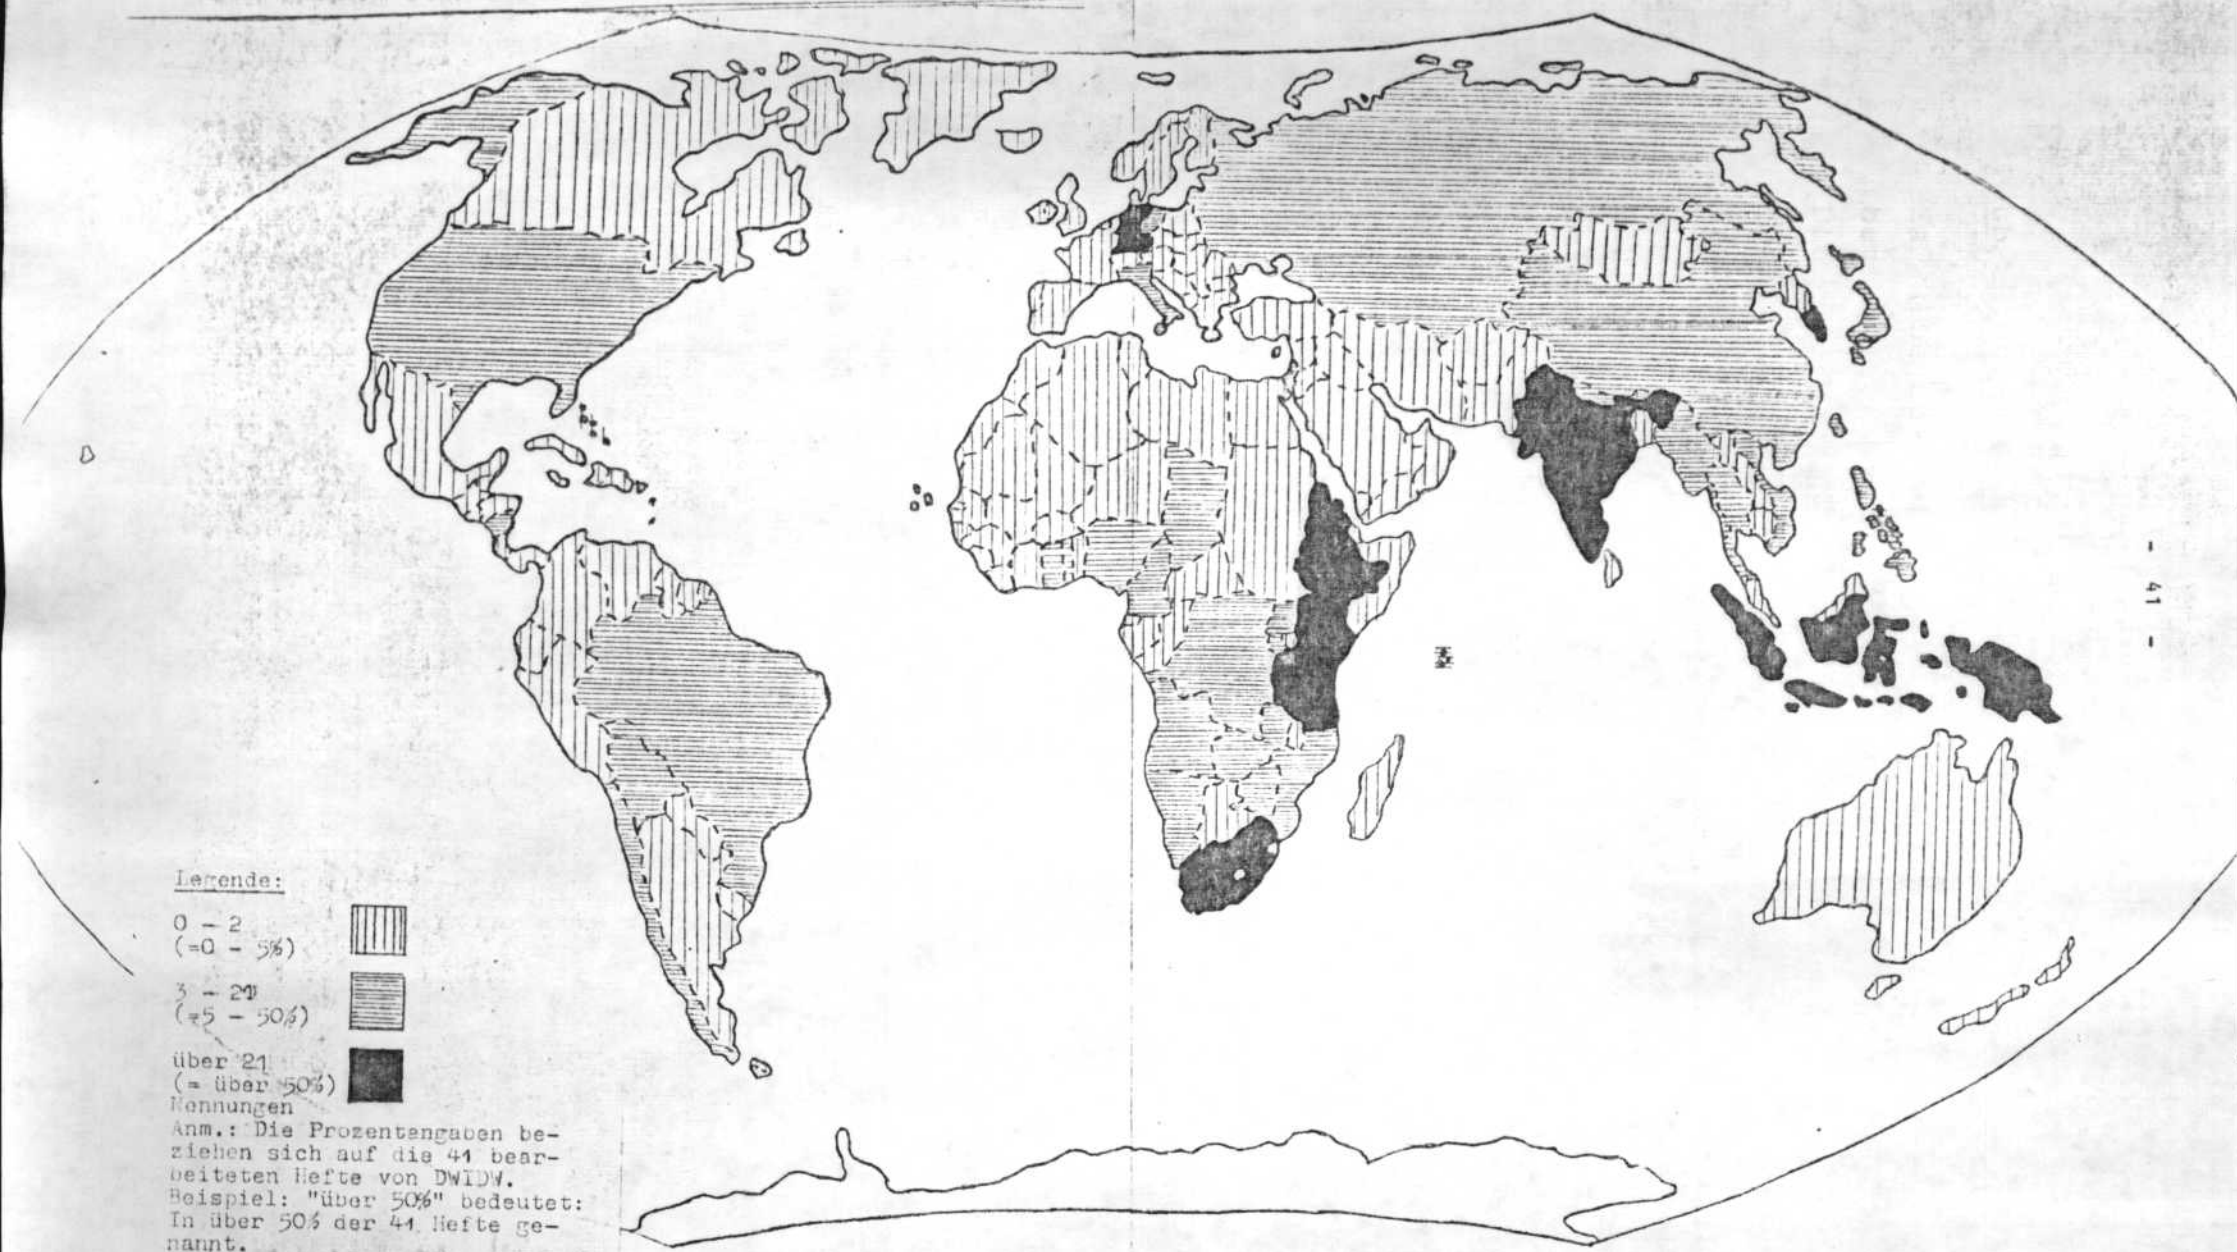 Legende:
0 - 2
(=0 - 5%)
3 - 21
(=5 - 50%)
über 21
(= über 50%)
Nennungen
Anm.: Die Prozentangaben be-
ziehen sich auf die 41 bear-
beiteten Hefte von DWIDW.
Beispiel: "über 50%" bedeutet:
In über 50% der 41 Hefte ge-
nannt.
- 41 -